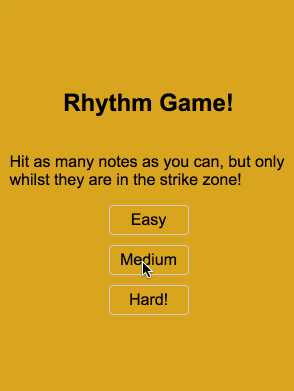 Rhythm Game!
Hit as many notes as you can, but only
whilst they are in the strike zone!
Easy
Medium
Hard!